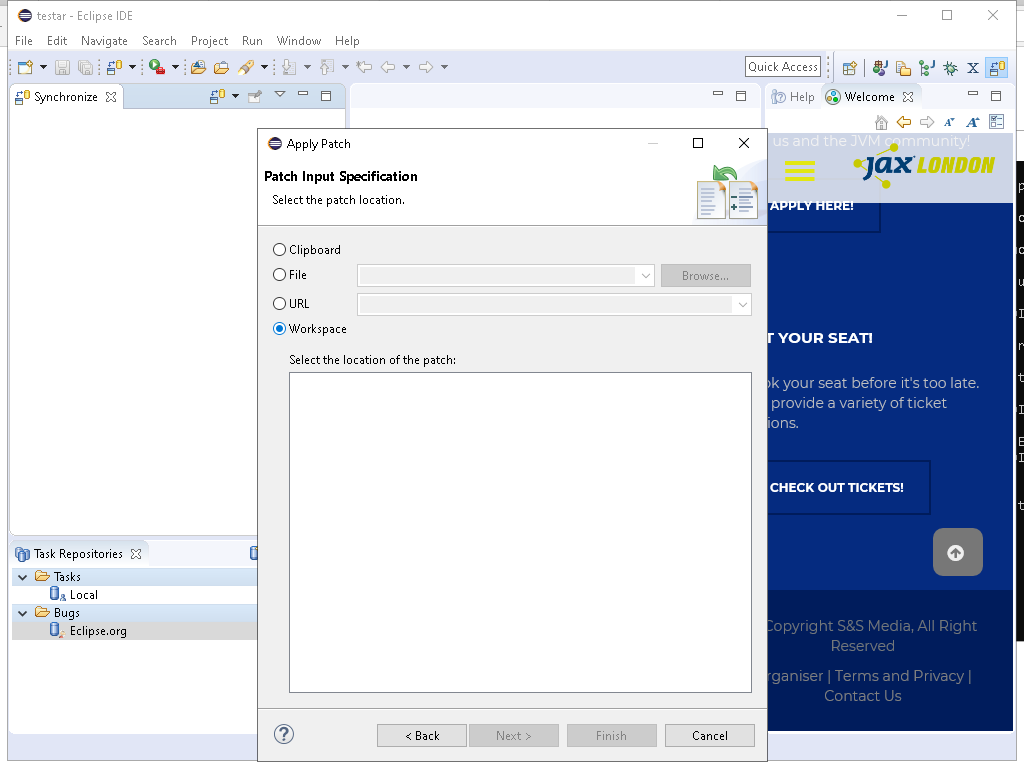 testar - Eclipse IDE
File Edit Navigate Search Project Run Window Help
Quick Access
Synchronize
Help
Welcome
us and the JVM community!
JAX LONDON
APPLY HERE!
T YOUR SEAT!
ok your seat before it's too late.
provide a variety of ticket
ions.
CHECK OUT TICKETS!
Copyright S&S Media, All Right
Reserved
rganiser | Terms and Privacy |
Contact Us
Apply Patch
Patch Input Specification
Select the patch location.
Clipboard
File
Browse...
URL
Workspace
Select the location of the patch:
? < Back Next > Finish Cancel
Task Repositories
Tasks
Local
Bugs
Eclipse.org